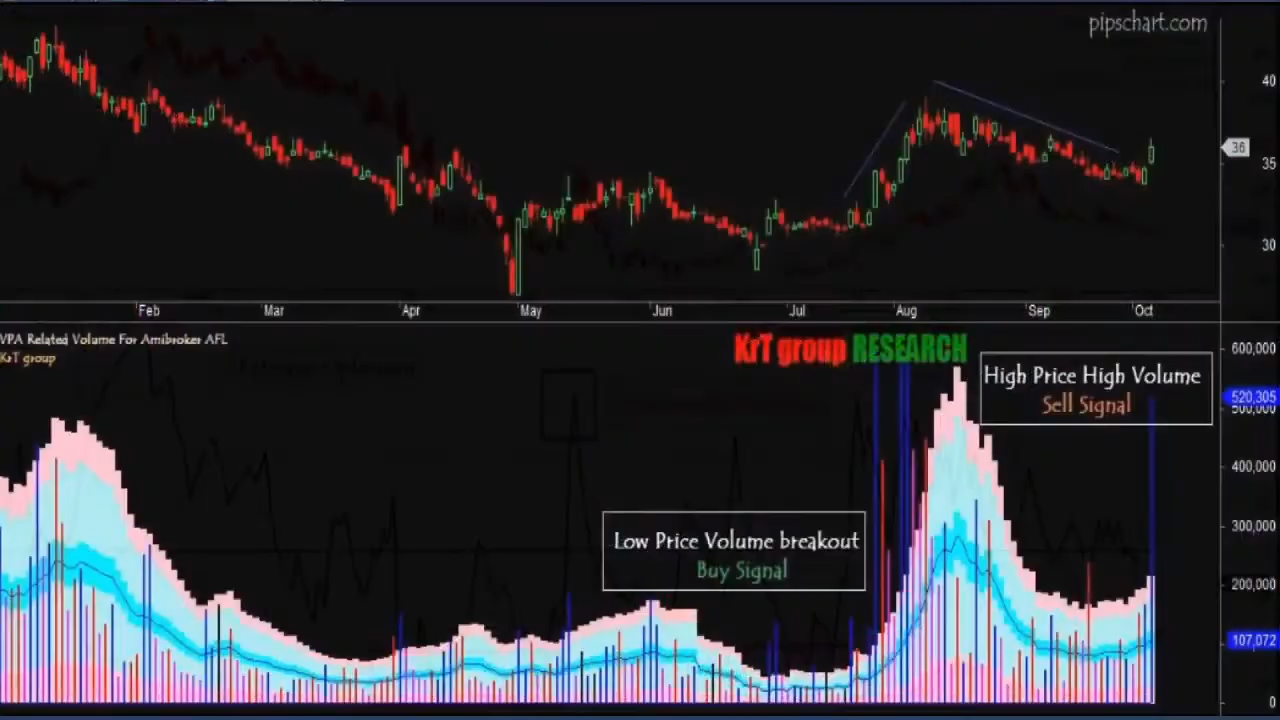 pipschart.com
40
36
35
30
Feb Mar Apr May Jun Jul Aug Sep Oct
VPA Related Volume For Amibroker AFL
KrT group
KrT group RESEARCH
600,000
High Price High Volume
Sell Signal
520,305
500,000
400,000
Low Price Volume breakout
Buy Signal
300,000
200,000
107,072
0